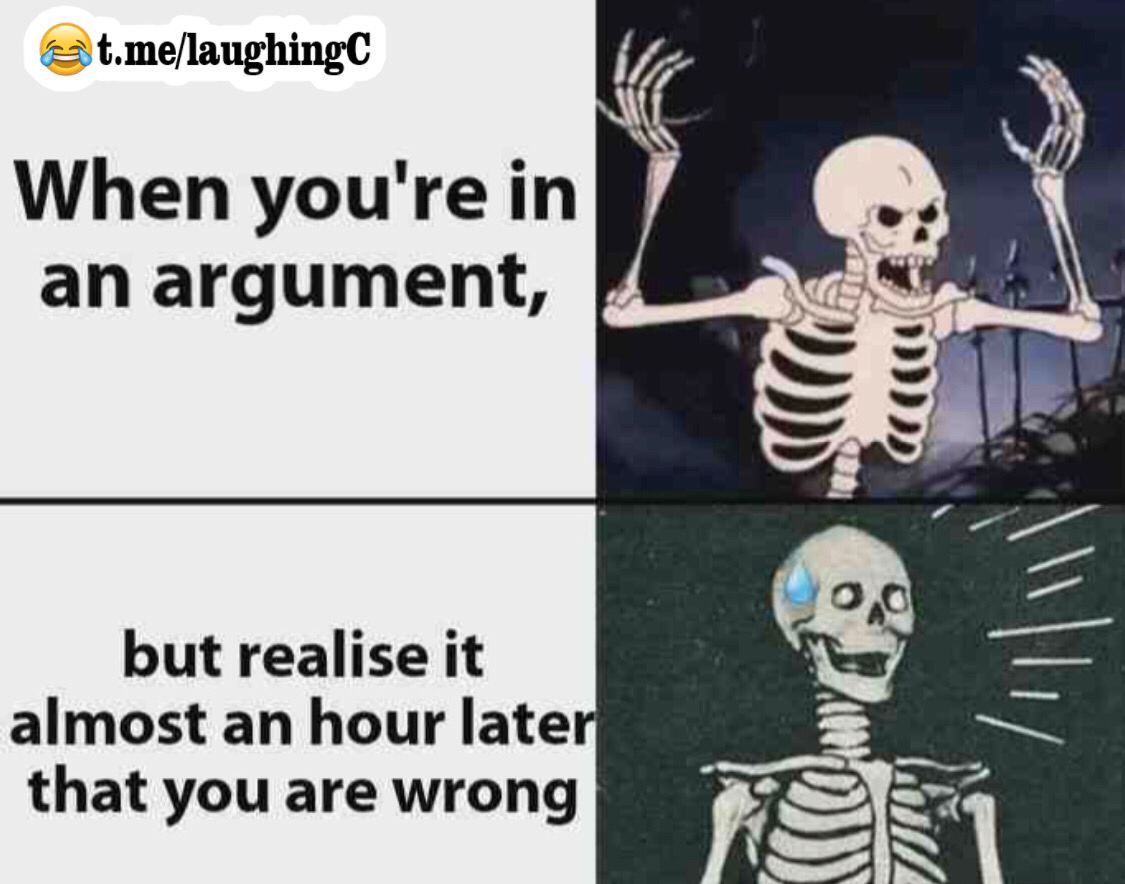 😂t.me/laughingC
When you're in
an argument,
but realise it
almost an hour later
that you are wrong